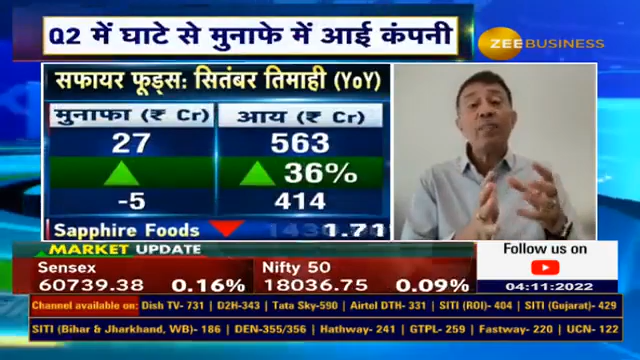 Q2 में घाटे से मुनाफे में आई कंपनी
ZEE BUSINESS
सफायर फूड्स: सितंबर तिमाही (YoY)
मुनाफा (₹ Cr) आय (₹ Cr)
27 563
36%
-5 414
Sapphire Foods 1.71
MARKET UPDATE
Sensex Nifty 50
60739.38 0.16% 18036.75 0.09%
Follow us on
04:11:2022
Channel available on: Dish TV- 731 | D2H-343 | Tata Sky-590 | Airtel DTH- 331 | SITI (ROI)- 404 | SITI (Gujarat)- 429
SITI (Bihar & Jharkhand, WB)- 186 | DEN-355/356 | Hathway- 241 | GTPL- 259 | Fastway- 220 | UCN- 122